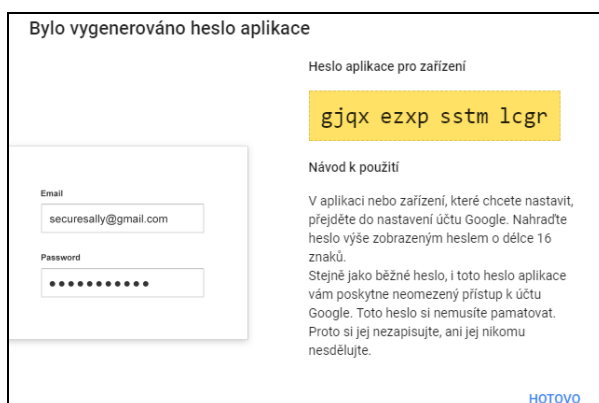 Bylo vygenerováno heslo aplikace
Heslo aplikace pro zařízení
gjqx ezxp sstm lcgr
Návod k použití
Email
securesally@gmail.com
Password
V aplikaci nebo zařízení, které chcete nastavit,
přejděte do nastavení účtu Google. Nahraďte
heslo výše zobrazeným heslem o délce 16
znaků.
Stejně jako běžné heslo, i toto heslo aplikace
vám poskytne neomezený přístup k účtu
Google. Toto heslo si nemusíte pamatovat.
Proto si jej nezapisujte, ani jej nikomu
nesdělujte.
HOTOVO